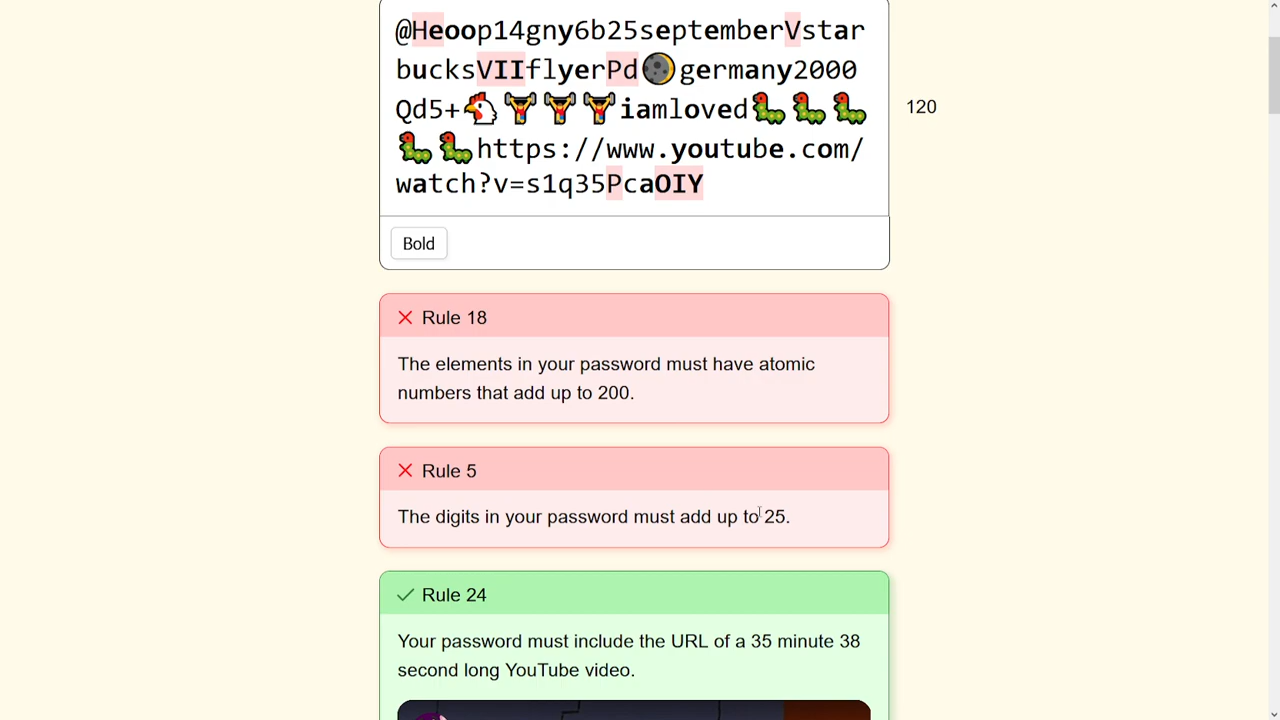 @Heoop14gny6b25septemberVstar
bucksVIIflyerPd🌘germany2000
Qd5+🐔🏋️🏋️🏋️iamloved🐛🐛🐛
🐛🐛https://www.youtube.com/
watch?v=s1q35PcaOIY
120
Bold
Rule 18
The elements in your password must have atomic
numbers that add up to 200.
Rule 5
The digits in your password must add up to 25.
Rule 24
Your password must include the URL of a 35 minute 38
second long YouTube video.